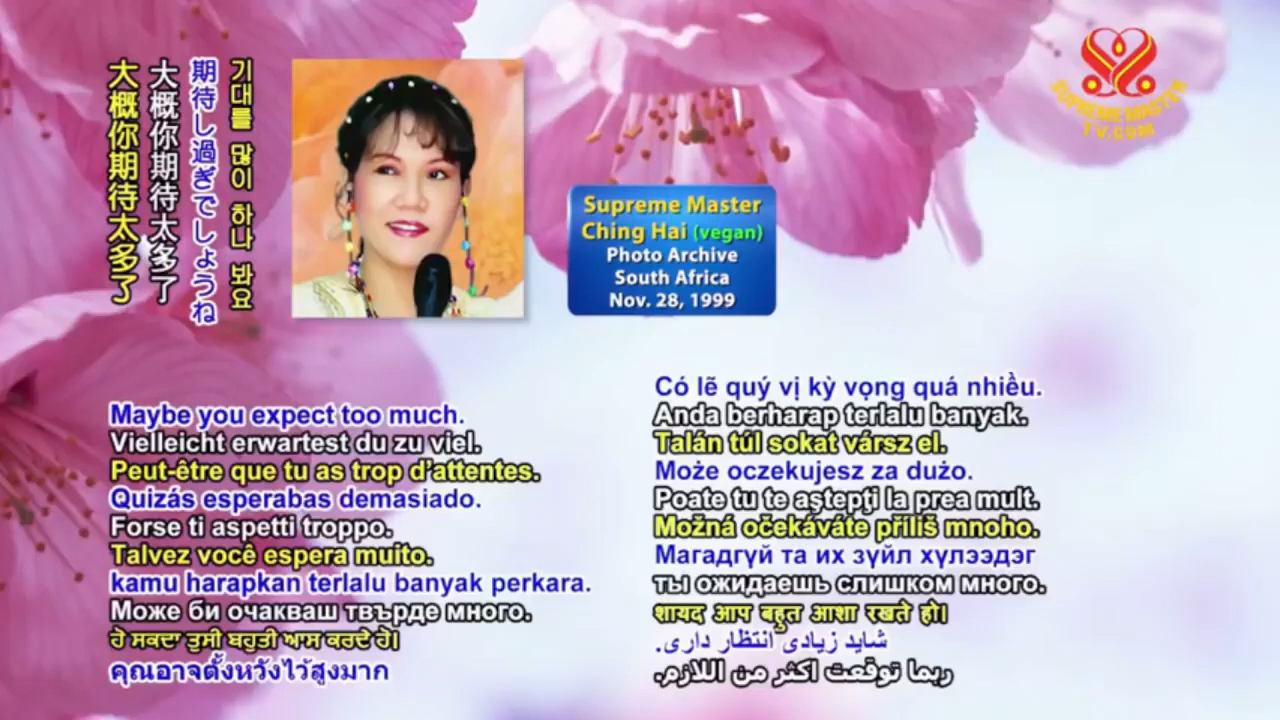 大概你期待太多了
大概你期待太多了
期待し過ぎでしょうね
기대를 많이 하나 봐요
SUPREME MASTER
TV.COM
Supreme Master
Ching Hai (vegan)
Photo Archive
South Africa
Nov. 28, 1999
Maybe you expect too much.
Vielleicht erwartest du zu viel.
Peut-être que tu as trop d’attentes.
Quizás esperabas demasiado.
Forse ti aspetti troppo.
Talvez você espera muito.
kamu harapkan terlalu banyak perkara.
Може би очакваш твърде много.
ਹੋ ਸਕਦਾ ਤੁਸੀ ਬਹੁਤੀ ਆਸ ਕਰਦੇ ਹੋ।
คุณอาจตั้งหวังไว้สูงมาก
Có lẽ quý vị kỳ vọng quá nhiều.
Anda berharap terlalu banyak.
Talán túl sokat vársz el.
Może oczekujesz za dużo.
Poate tu te aştepţi la prea mult.
Možná očekáváte příliš mnoho.
Магадгүй та их зүйл хүлээдэг
ты ожидаешь слишком много.
शायद आप बहुत आशा रखते हो।
شاید زیادی انتظار داری.
ربما توقعت اكثر من اللازم.